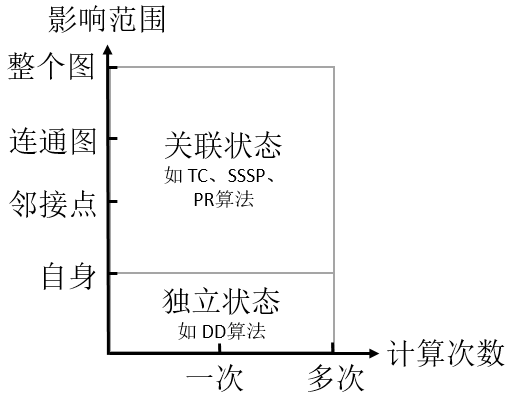 影响范围
整个图
连通图
邻接点
自身
关联状态
如 TC、SSSP、
PR算法
独立状态
如 DD算法
计算次数
一次
多次